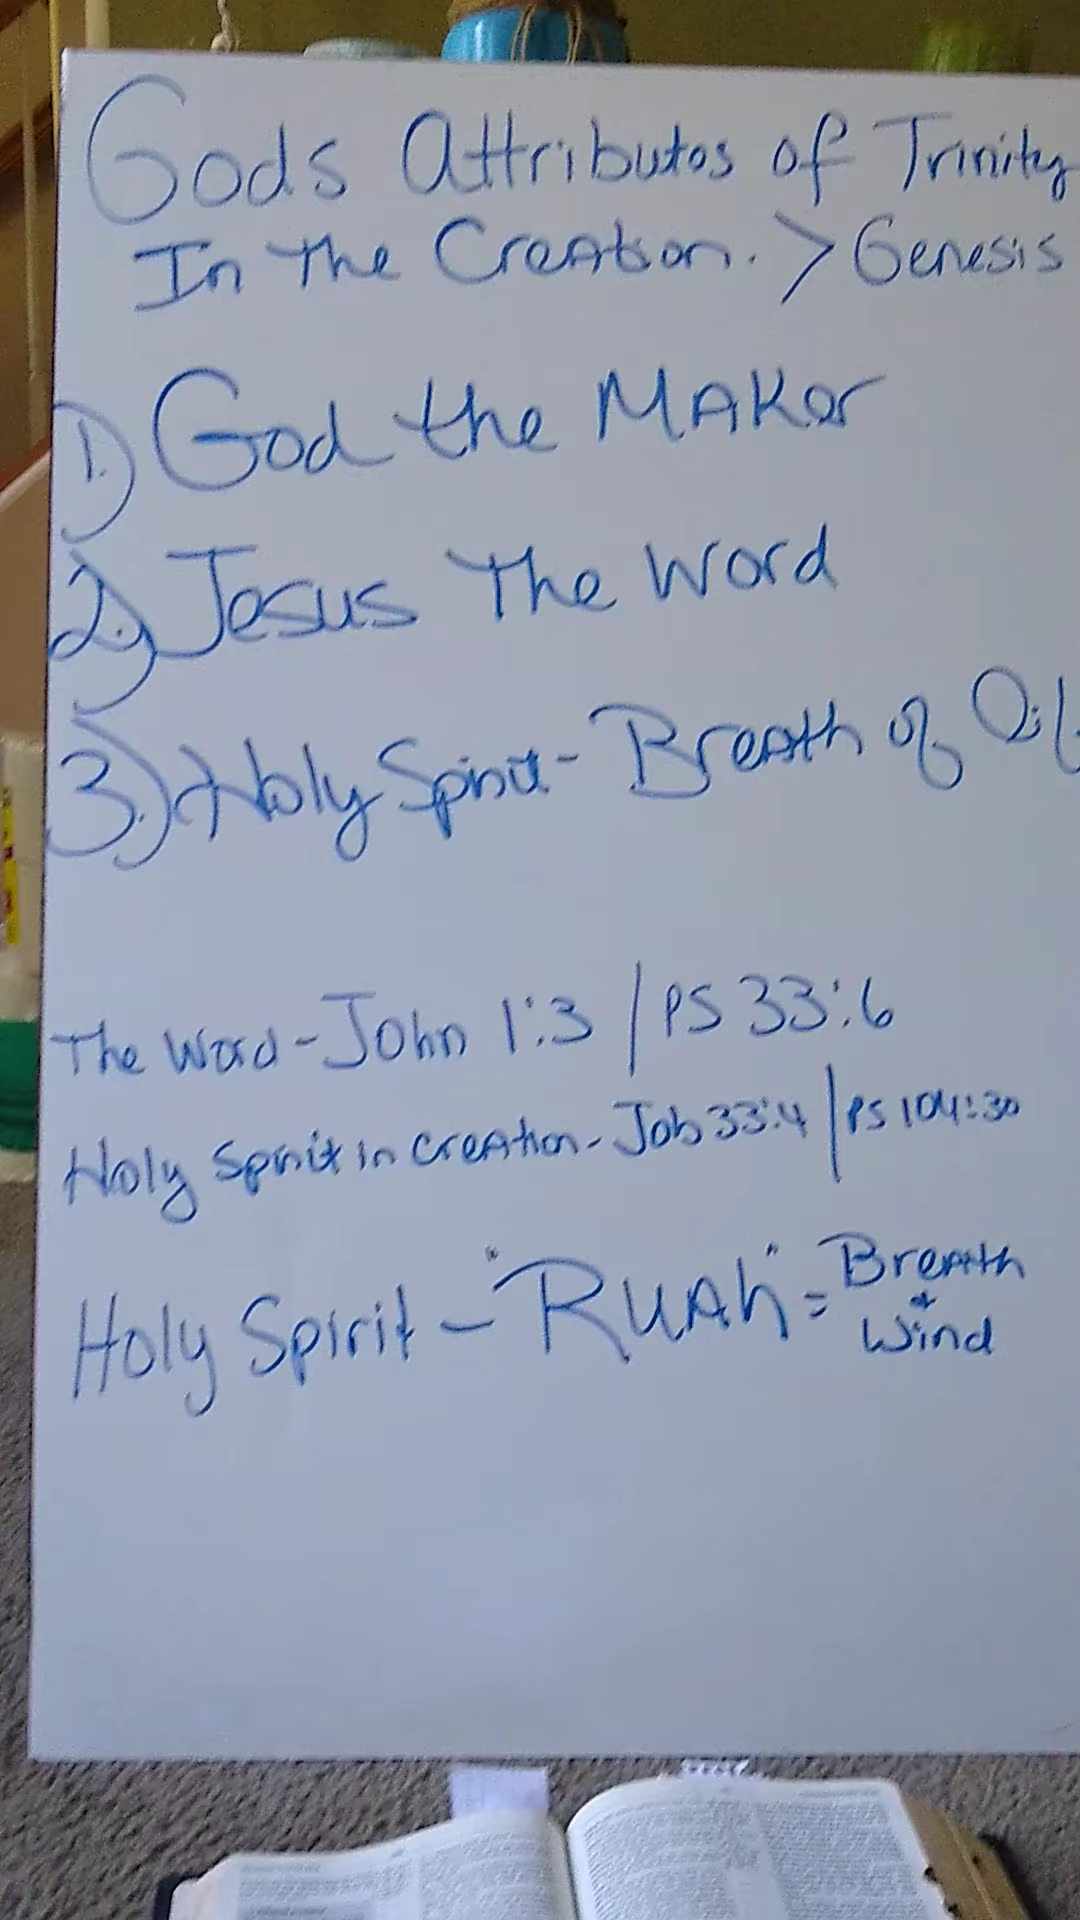 Gods Attributes of Trinity
In The Creation. > Genesis
1.) God the Maker
2.) Jesus The Word
3.) Holy Spirit - Breath of
The Word - John 1:3 / PS 33:6
Holy Spirit in creation - Job 33:4 / PS 104:30
Holy Spirit - "RUAh" = Breath
+
Wind